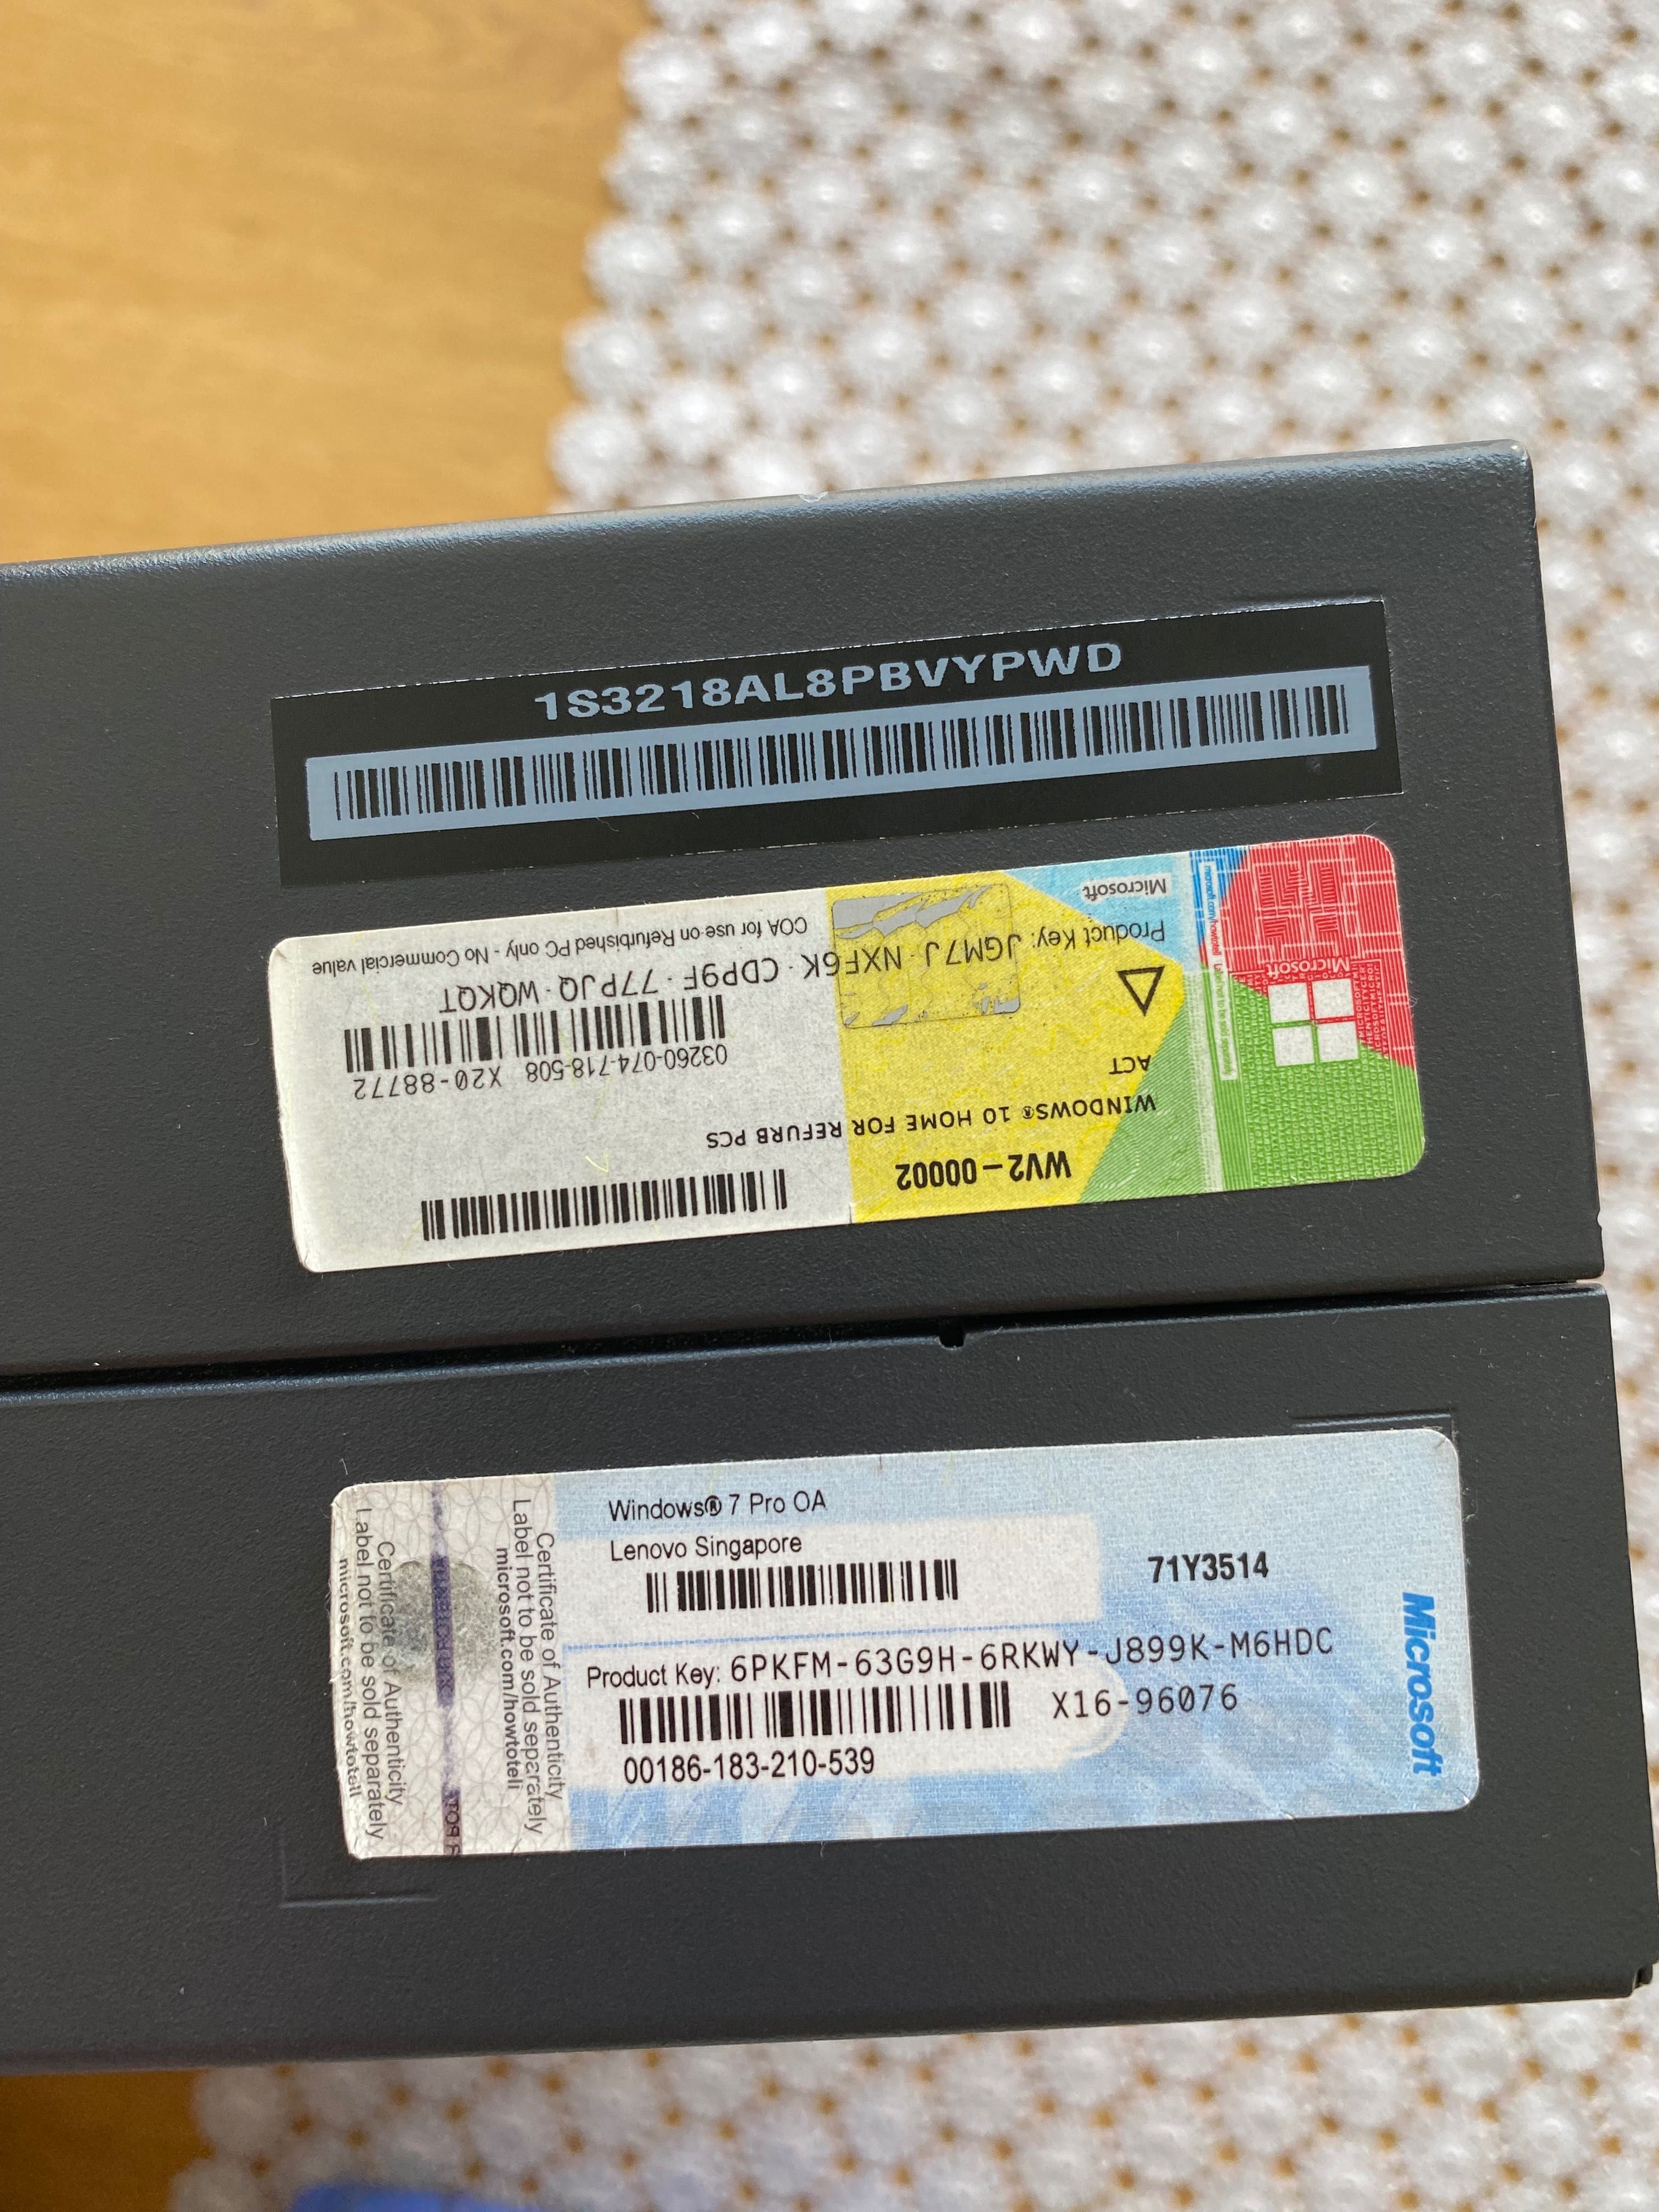 1S3218AL8PBVYPWD
Microsoft
Product Key: JGM7J-NXF6K-CDP9F-77PJQ-WQKQT
COA for use on Refurbished PC only - No Commercial value
03260-074-718-508 X20-88772
ACT
WINDOWS® 10 HOME FOR REFURB PCS
WV2-00002
Microsoft
Windows® 7 Pro OA
Lenovo Singapore
71Y3514
Product Key: 6PKFM-63G9H-6RKWY-J899K-M6HDC
X16-96076
00186-183-210-539
Microsoft
Certificate of Authenticity
Label not to be sold separately
microsoft.com/howtotell
Certificate of Authenticity
Label not to be sold separately
microsoft.com/howtotell